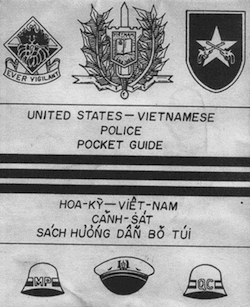 EVER VIGILANT
UNITED STATES—VIETNAMESE
POLICE
POCKET GUIDE
HOA-KỲ—VIỆT-NAM
CẢNH-SÁT
SÁCH HƯỚNG DẪN BỎ TÚI
MP
QC